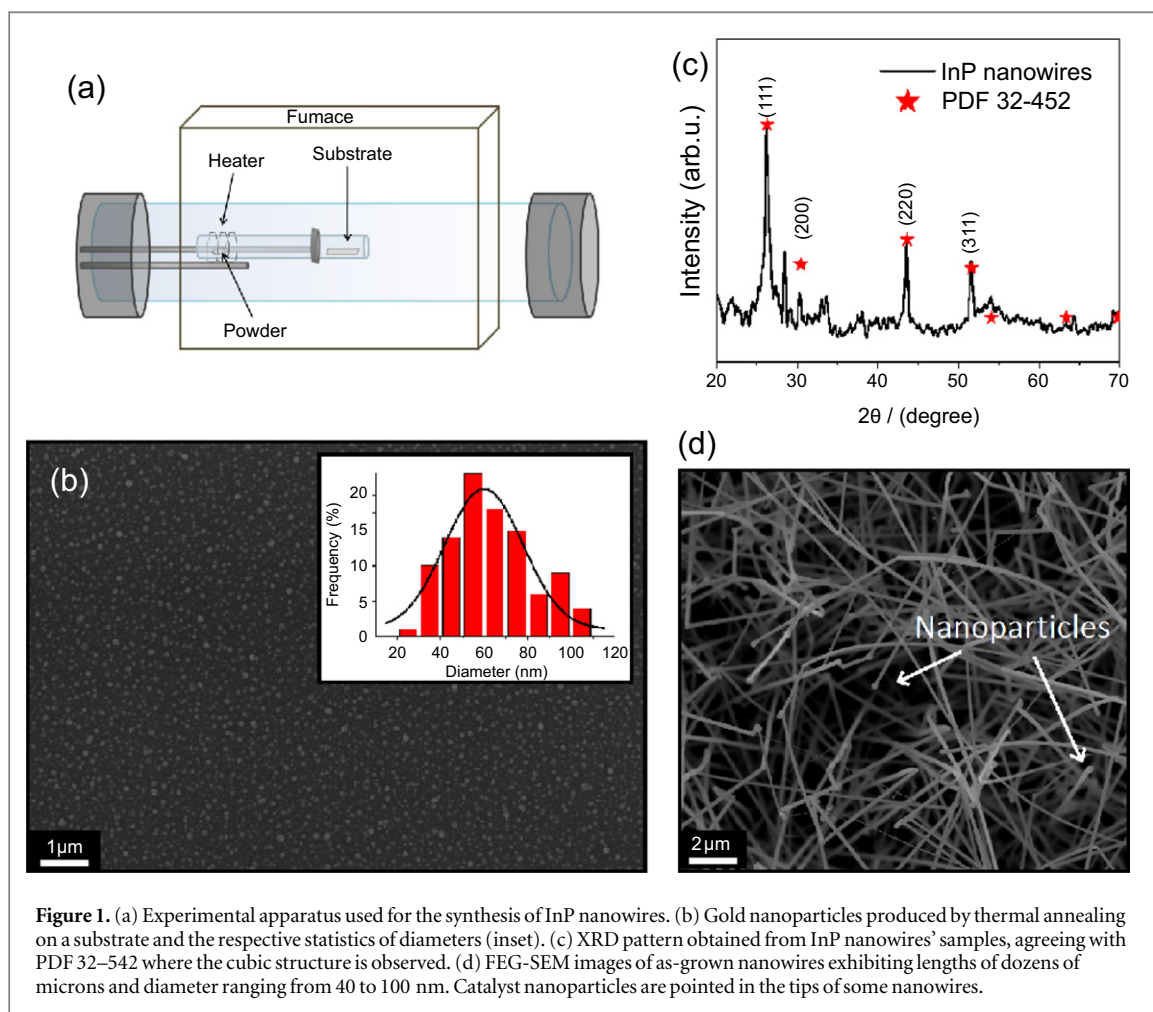 (a)
Fumace
Heater
Substrate
Powder
(c)
InP nanowires
PDF 32-452
(111)
(200)
(220)
(311)
Intensity (arb.u.)
20 30 40 50 60 70
2θ / (degree)
(b)
Frequency (%)
20
15
10
5
0
20 40 60 80 100 120
Diameter (nm)
1μm
(d)
Nanoparticles
2μm
Figure 1. (a) Experimental apparatus used for the synthesis of InP nanowires. (b) Gold nanoparticles produced by thermal annealing
on a substrate and the respective statistics of diameters (inset). (c) XRD pattern obtained from InP nanowires' samples, agreeing with
PDF 32–542 where the cubic structure is observed. (d) FEG-SEM images of as-grown nanowires exhibiting lengths of dozens of
microns and diameter ranging from 40 to 100 nm. Catalyst nanoparticles are pointed in the tips of some nanowires.